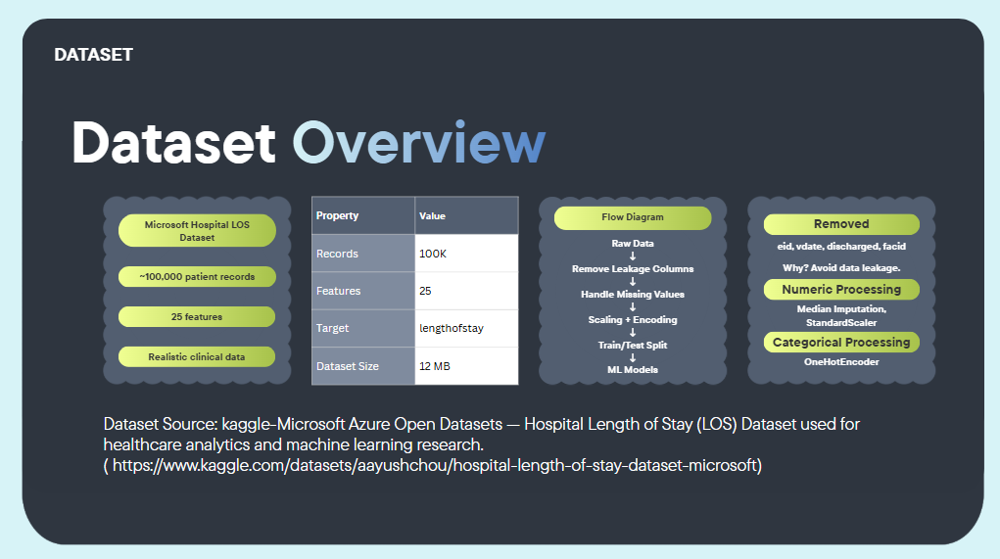 DATASET
Dataset Overview
Microsoft Hospital LOS
Dataset
~100,000 patient records
25 features
Realistic clinical data
Property Value
Records 100K
Features 25
Target lengthofstay
Dataset Size 12 MB
Flow Diagram
Raw Data
↓
Remove Leakage Columns
↓
Handle Missing Values
↓
Scaling + Encoding
↓
Train/Test Split
↓
ML Models
Removed
eid, vdate, discharged, facid
Why? Avoid data leakage.
Numeric Processing
Median Imputation,
StandardScaler
Categorical Processing
OneHotEncoder
Dataset Source: kaggle-Microsoft Azure Open Datasets — Hospital Length of Stay (LOS) Dataset used for
healthcare analytics and machine learning research.
( https://www.kaggle.com/datasets/aayushchou/hospital-length-of-stay-dataset-microsoft)